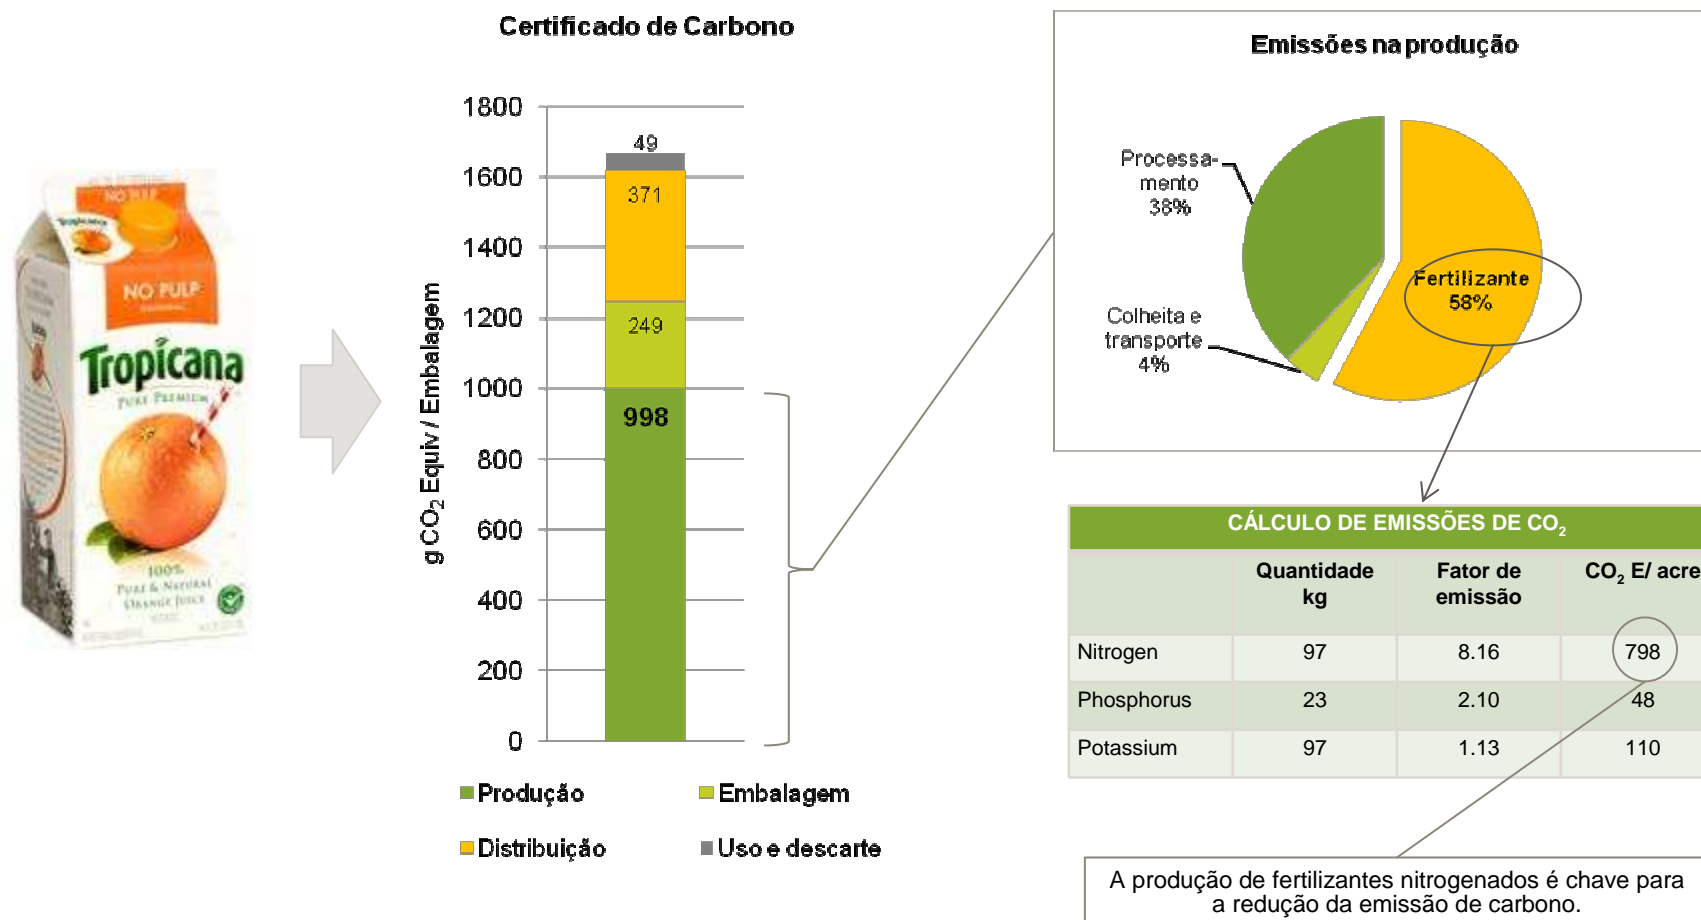 Certificado de Carbono
g CO₂ Equiv / Embalagem
1800
1600
1400
1200
1000
800
600
400
200
0
49
371
249
998
Produção
Embalagem
Distribuição
Uso e descarte
NO PULP
Tropicana
NO PULP
Tropicana
PURE PREMIUM
100%
PURE & NATURAL
ORANGE JUICE
Emissões na produção
Processa-
mento
38%
Colheita e
transporte
4%
Fertilizante
58%
CÁLCULO DE EMISSÕES DE CO₂
Quantidade kg Fator de emissão CO₂ E/ acre
Nitrogen 97 8.16 798
Phosphorus 23 2.10 48
Potassium 97 1.13 110
A produção de fertilizantes nitrogenados é chave para
a redução da emissão de carbono.